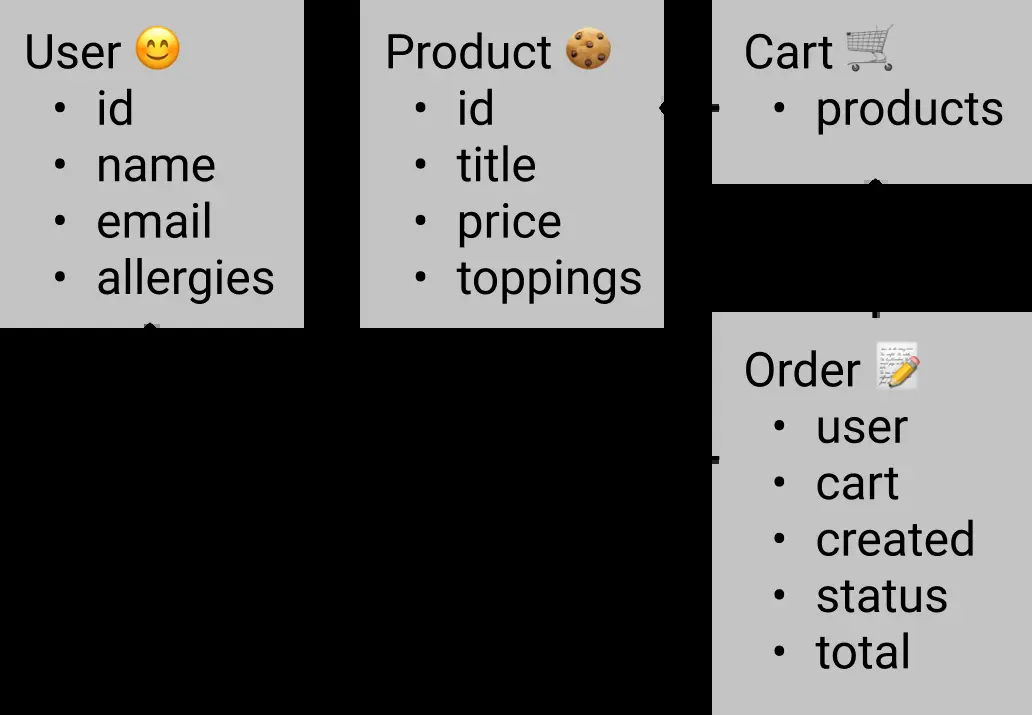 User 😊
• id
• name
• email
• allergies
Product 🍪
• id
• title
• price
• toppings
Cart 🛒
• products
Order 📝
• user
• cart
• created
• status
• total